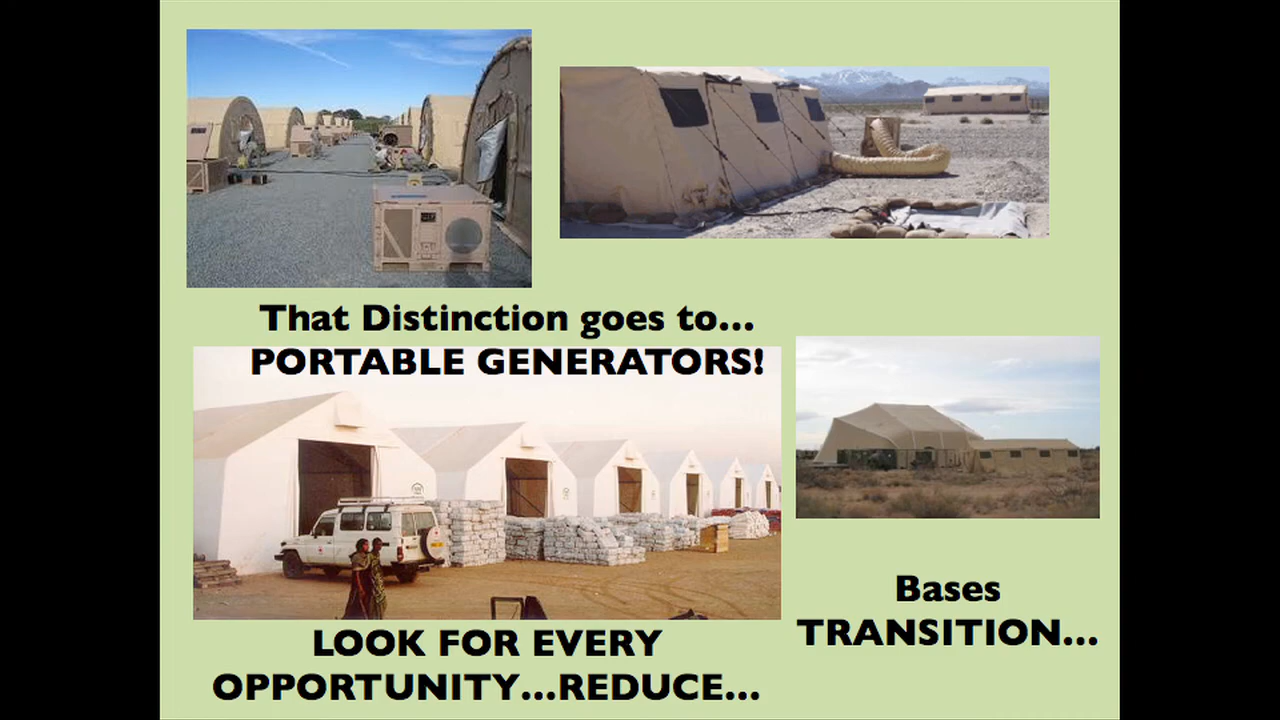 That Distinction goes to...
PORTABLE GENERATORS!
Bases
TRANSITION...
LOOK FOR EVERY
OPPORTUNITY...REDUCE...